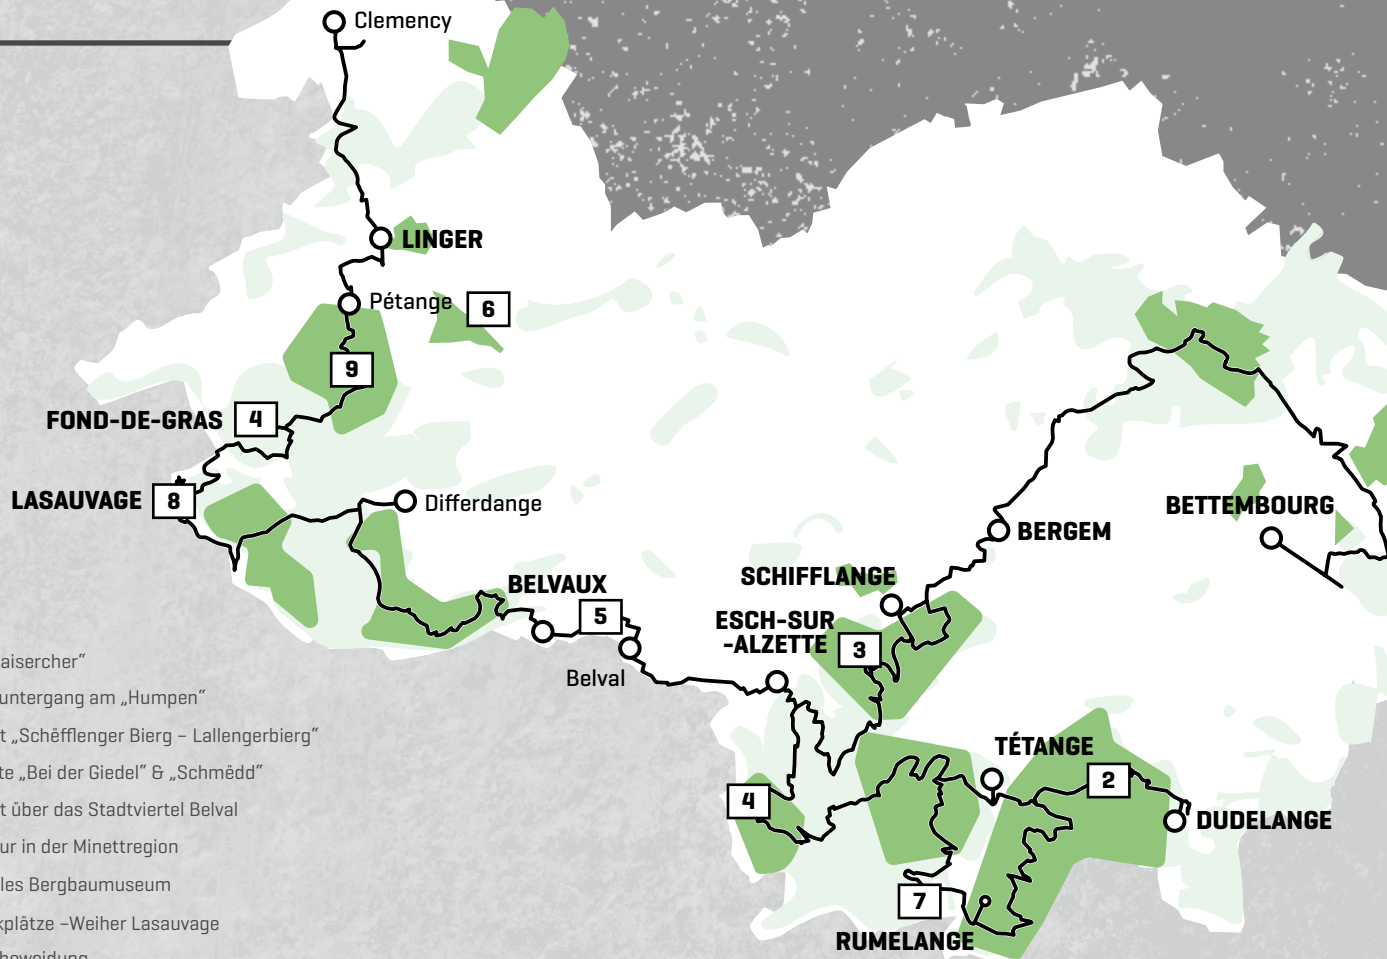 Clemency
LINGER
Pétange
6
9
FOND-DE-GRAS
4
LASAUVAGE
8
Differdange
BETTEMBOURG
BERGEM
BELVAUX
5
SCHIFFLANGE
ESCH-SUR
-ALZETTE
3
Belval
TÉTANGE
2
4
DUDELANGE
7
RUMELANGE
aisercher“
untergang am „Humpen“
t „Schëfflenger Bierg – Lallengerbierg“
te „Bei der Giedel“ & „Schmëdd“
t über das Stadtviertel Belval
ur in der Minettregion
les Bergbaumuseum
kplätze –Weiher Lasauvage